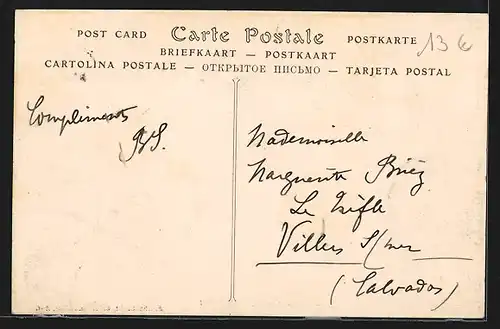 POST CARD Carte Postale POSTKARTE
BRIEFKAART — POSTKAART
CARTOLINA POSTALE — ОТКРЫТОЕ ПИСЬМО — TARJETA POSTAL
13 €
Compliments
Mademoiselle
Marguerite
Le
Villers s/mer
(Calvados)